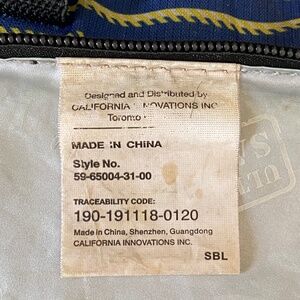 Designed and Distributed by
CALIFORNIA INNOVATIONS INC
Toronto
MADE IN CHINA
Style No.
59-65004-31-00
TRACEABILITY CODE:
190-191118-0120
Made in China, Shenzhen, Guangdong
CALIFORNIA INNOVATIONS INC.
SBL